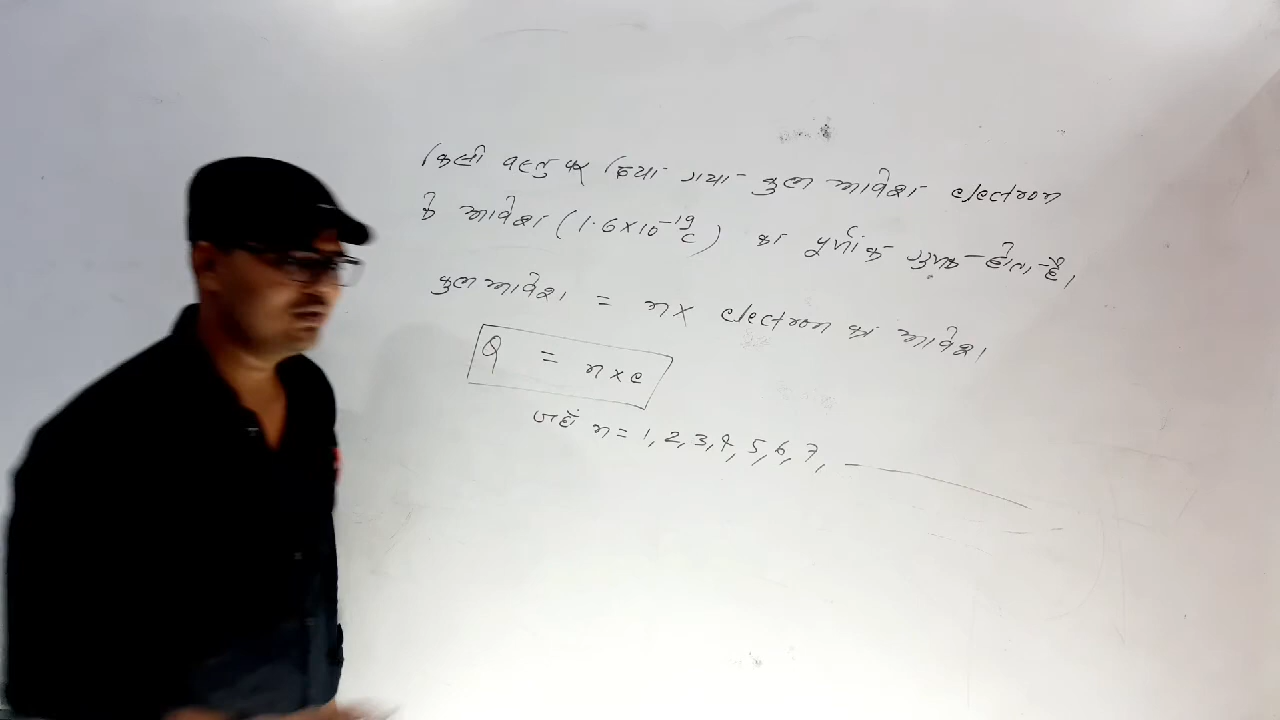 किसी वस्तु पर दिया गया कुल आवेश electron
के आवेश (1.6×10⁻¹⁹ c) का पूर्णांक गुणक होता है।
कुल आवेश = n× electron का आवेश
Q = n×e
जहाँ n = 1, 2, 3, 4, 5, 6, 7, —